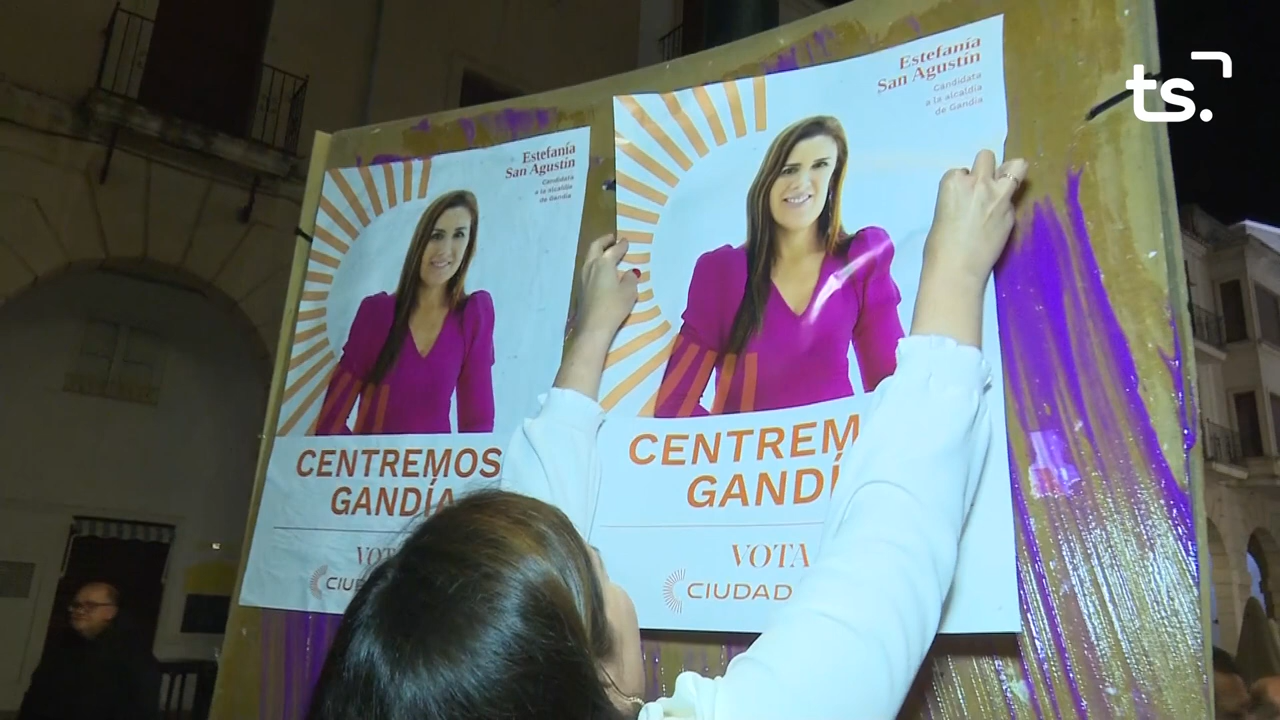 ts.
Estefanía
San Agustín
Candidata
a la alcaldía
de Gandia
CENTREMOS
GANDÍA
Estefanía
San Agustín
Candidata
a la alcaldía
de Gandia
CENTREM
GANDÍ
VOTA
CIUDAD